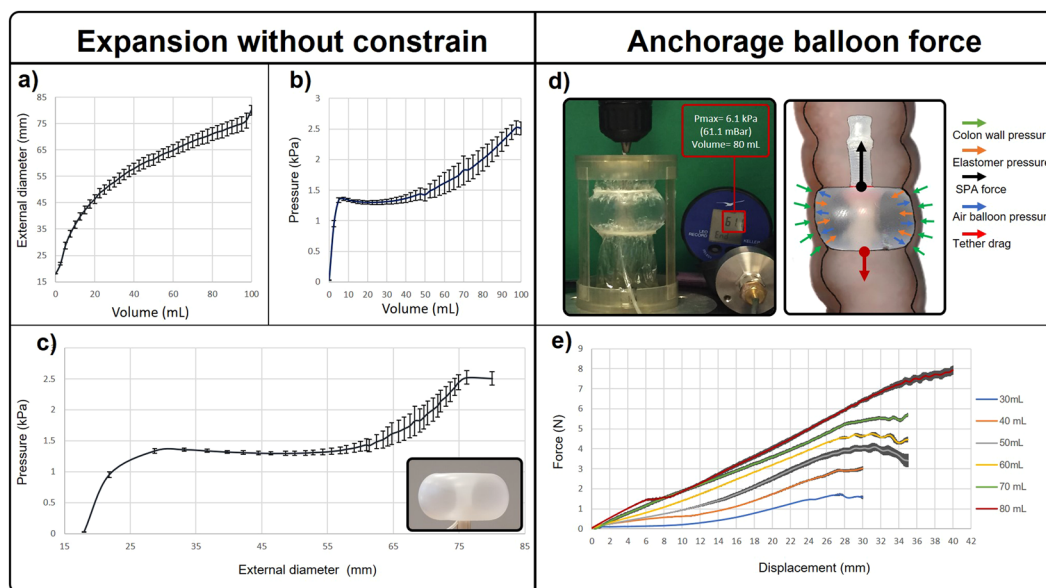 Expansion without constrain
Anchorage balloon force
a)
External diameter (mm)
85
75
65
55
45
35
25
15
0
20
40
60
80
100
Volume (mL)
b)
Pressure (kPa)
3
2.5
2
1.5
1
0.5
0
0 10 20 30 40 50 60 70 80 90 100
Volume (mL)
d)
Pmax= 6.1 kPa
(61.1 mBar)
Volume= 80 mL
LEO
RECORD
KELLER
61
Colon wall pressure
Elastomer pressure
SPA force
Air balloon pressure
Tether drag
c)
Pressure (kPa)
3
2.5
2
1.5
1
0.5
0
15 25 35 45 55 65 75 85
External diameter (mm)
e)
Force (N)
9
8
7
6
5
4
3
2
1
0
0 2 4 6 8 10 12 14 16 18 20 22 24 26 28 30 32 34 36 38 40 42
Displacement (mm)
30mL
40 mL
50mL
60mL
70 mL
80 mL